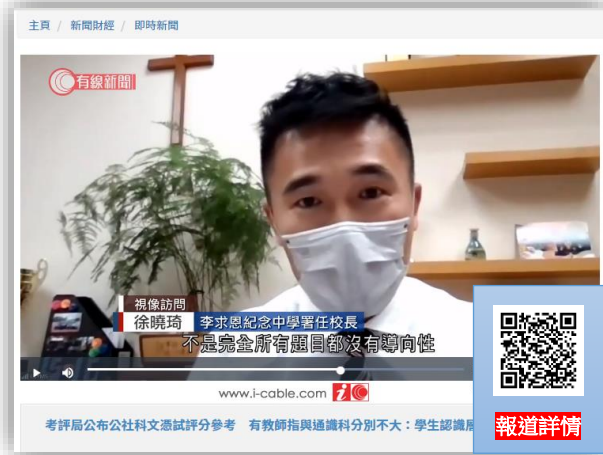 主頁 / 新聞財經 / 即時新聞
有線新聞
視像訪問
徐曉琦 李求恩紀念中學署任校長
不是完全所有題目都沒有導向性
www.i-cable.com
考評局公布公社科文憑試評分參考 有教師指與通識科分別不大：學生認識
報道詳情